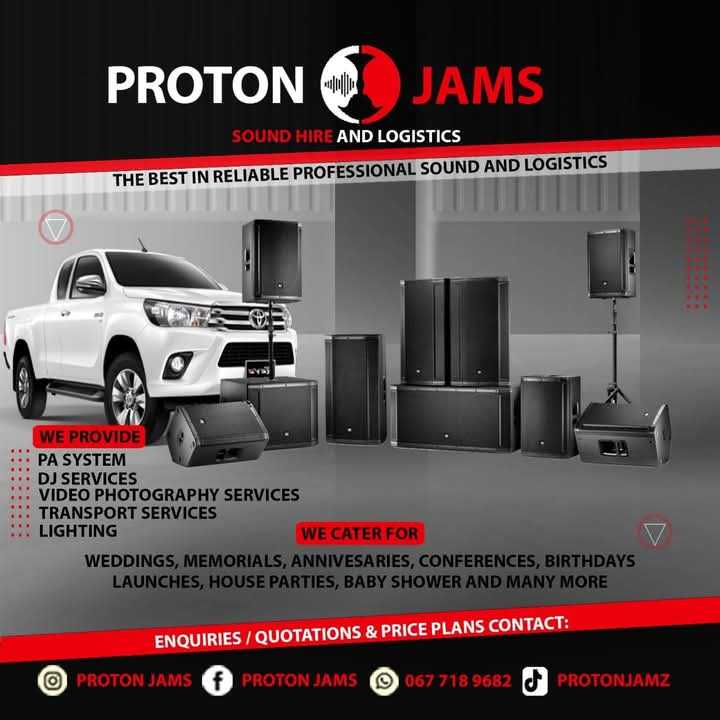 PROTON JAMS
SOUND HIRE AND LOGISTICS
THE BEST IN RELIABLE PROFESSIONAL SOUND AND LOGISTICS
WE PROVIDE
PA SYSTEM
DJ SERVICES
VIDEO PHOTOGRAPHY SERVICES
TRANSPORT SERVICES
LIGHTING
WE CATER FOR
WEDDINGS, MEMORIALS, ANNIVESARIES, CONFERENCES, BIRTHDAYS
LAUNCHES, HOUSE PARTIES, BABY SHOWER AND MANY MORE
ENQUIRIES / QUOTATIONS & PRICE PLANS CONTACT:
PROTON JAMS PROTON JAMS 067 718 9682 PROTONJAMZ